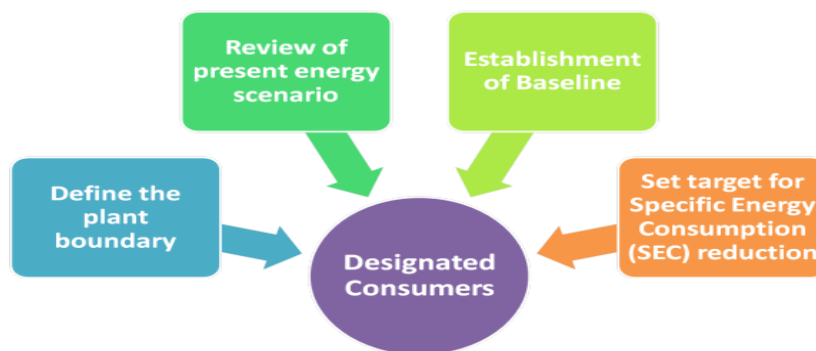 Review of
present energy
scenario
Establishment
of Baseline
Define the
plant
boundary
Set target for
Specific Energy
Consumption
(SEC) reduction
Designated
Consumers